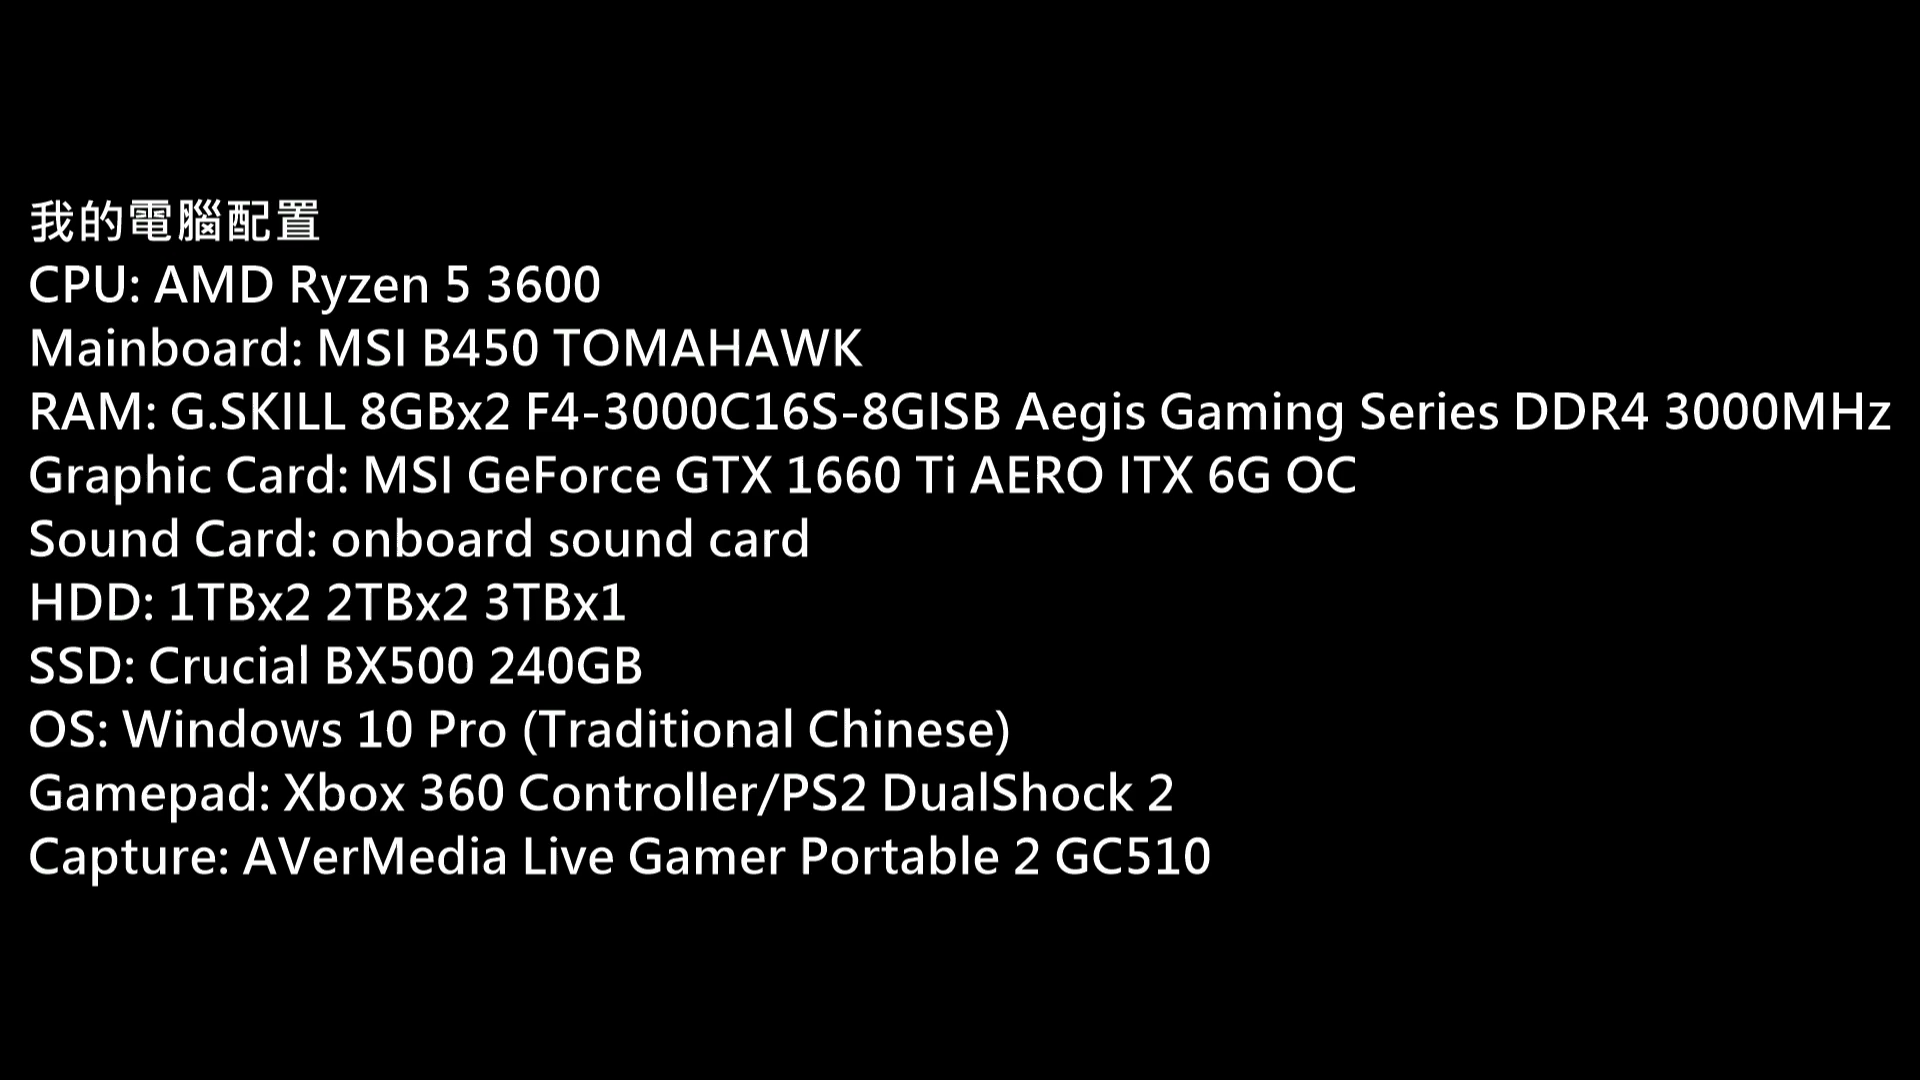 我的電腦配置
CPU: AMD Ryzen 5 3600
Mainboard: MSI B450 TOMAHAWK
RAM: G.SKILL 8GBx2 F4-3000C16S-8GISB Aegis Gaming Series DDR4 3000MHz
Graphic Card: MSI GeForce GTX 1660 Ti AERO ITX 6G OC
Sound Card: onboard sound card
HDD: 1TBx2 2TBx2 3TBx1
SSD: Crucial BX500 240GB
OS: Windows 10 Pro (Traditional Chinese)
Gamepad: Xbox 360 Controller/PS2 DualShock 2
Capture: AVerMedia Live Gamer Portable 2 GC510